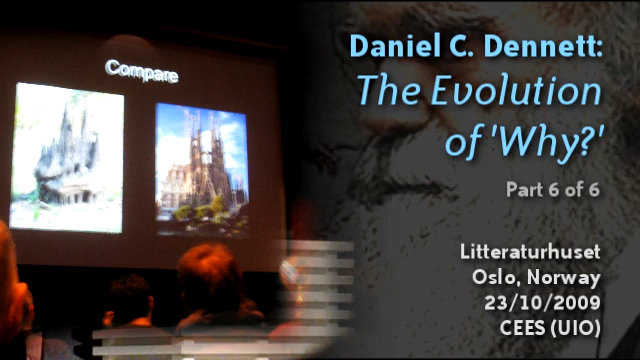 Compare
Daniel C. Dennett:
The Evolution
of 'Why?'
Part 6 of 6
Litteraturhuset
Oslo, Norway
23/10/2009
CEES (UIO)